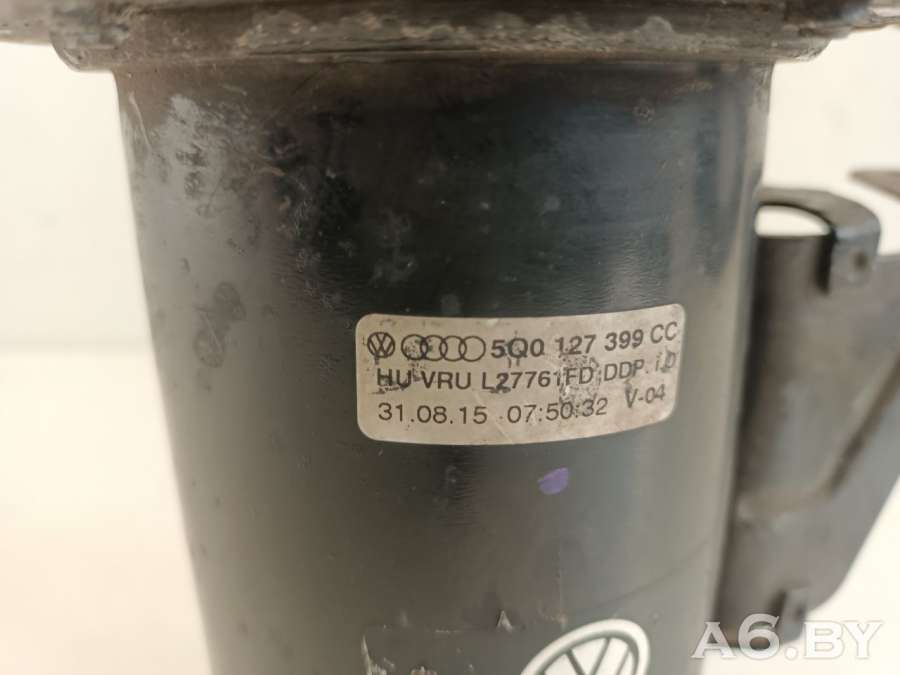 5Q0 127 399 CC
HU VRU L27761FD DDP.
31.08.15 07:50:32 V-04
A6.BY